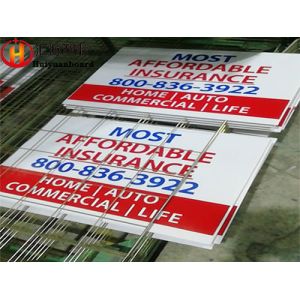 Huiyuanboard
MOST
AFFORDABLE
INSURANCE
800-836-3922
HOME | AUTO
COMMERCIAL | LIFE
MOST
AFFORDABLE
INSURANCE
800-836-3922
HOME | AUTO
COMMERCIAL | LIFE